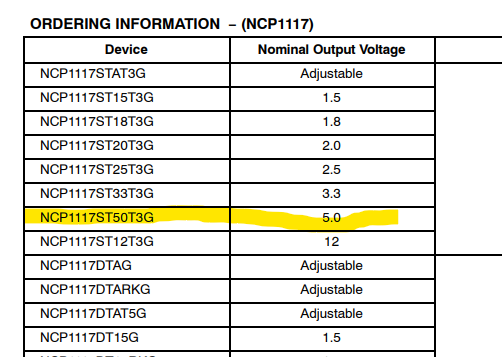 ORDERING INFORMATION – (NCP1117)
Device Nominal Output Voltage
NCP1117STAT3G Adjustable
NCP1117ST15T3G 1.5
NCP1117ST18T3G 1.8
NCP1117ST20T3G 2.0
NCP1117ST25T3G 2.5
NCP1117ST33T3G 3.3
NCP1117ST50T3G 5.0
NCP1117ST12T3G 12
NCP1117DTAG Adjustable
NCP1117DTARKG Adjustable
NCP1117DTAT5G Adjustable
NCP1117DT15G 1.5